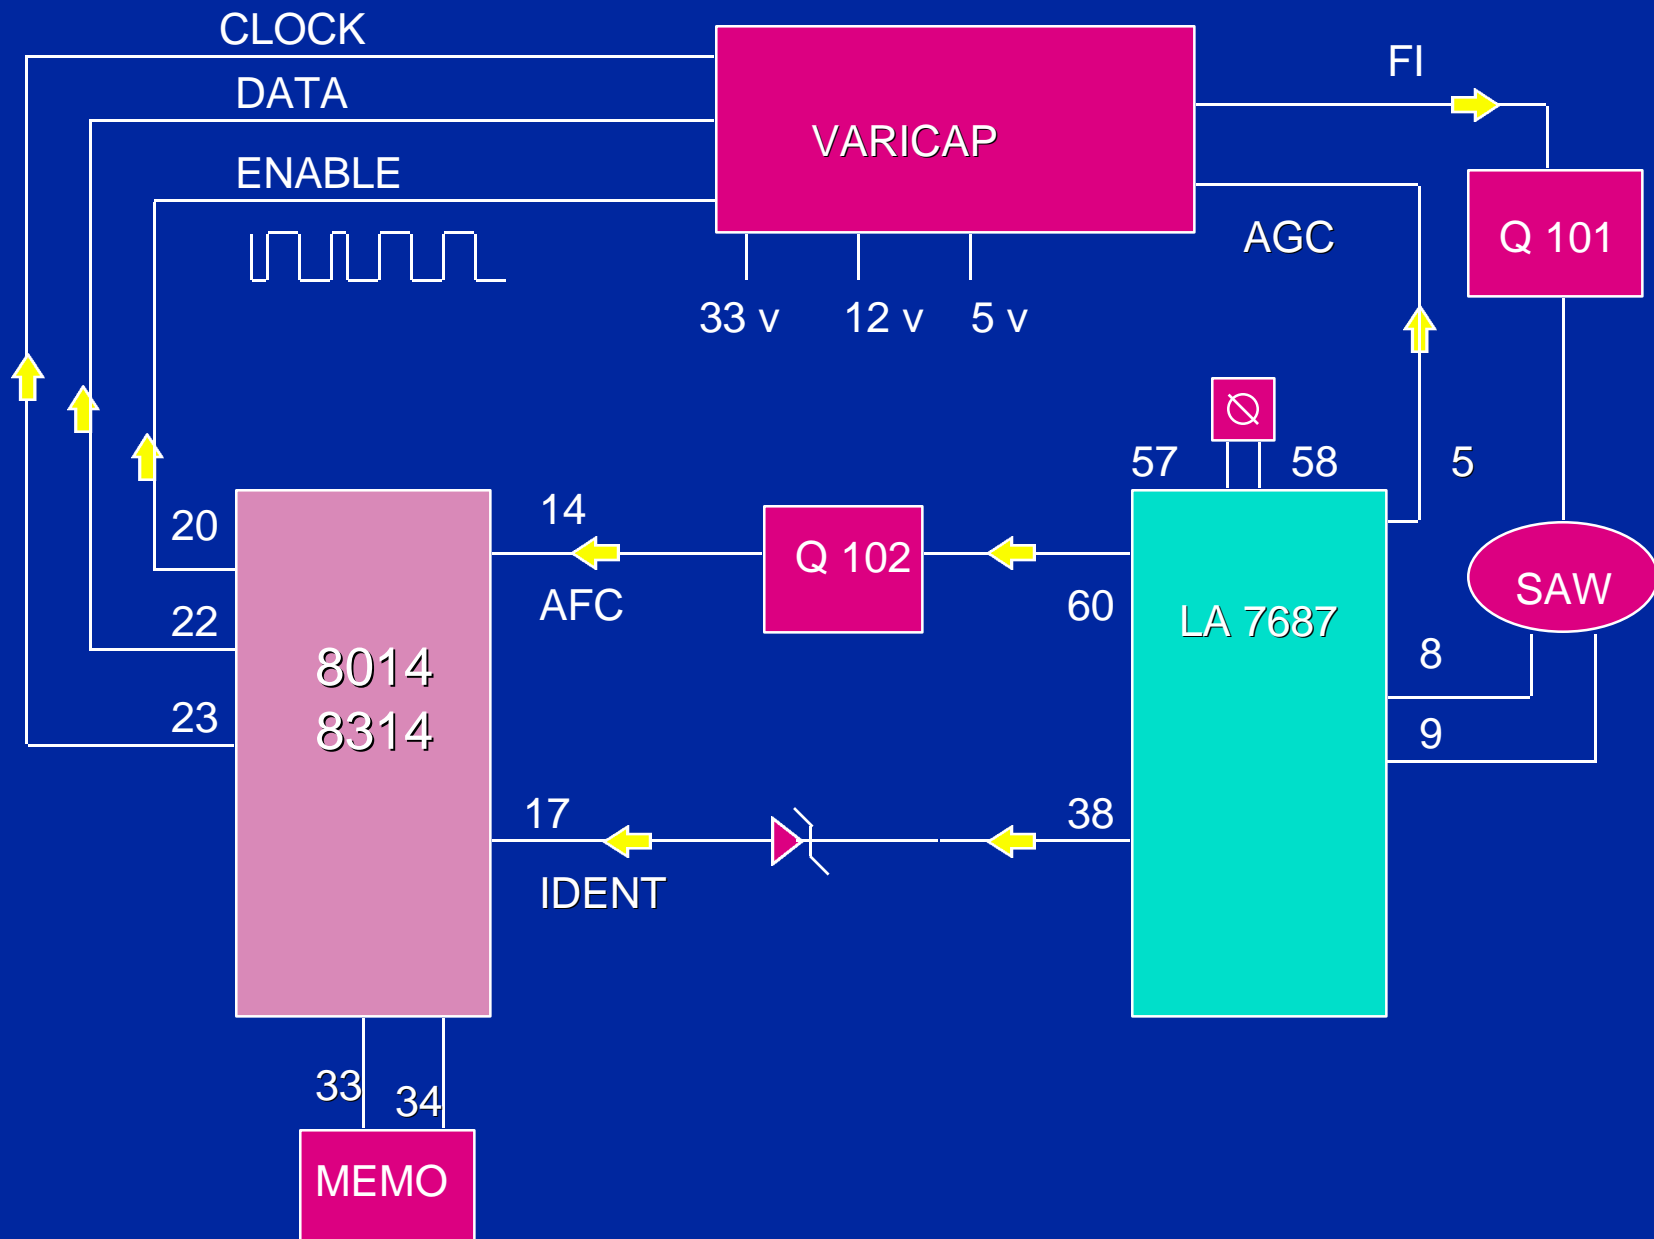 CLOCK
DATA
ENABLE
VARICAP
FI
AGC
Q 101
33 v 12 v 5 v
57 58 5
20
22
23
14
AFC
Q 102
60
LA 7687
SAW
8
9
8014
8314
17
IDENT
38
33 34
MEMO